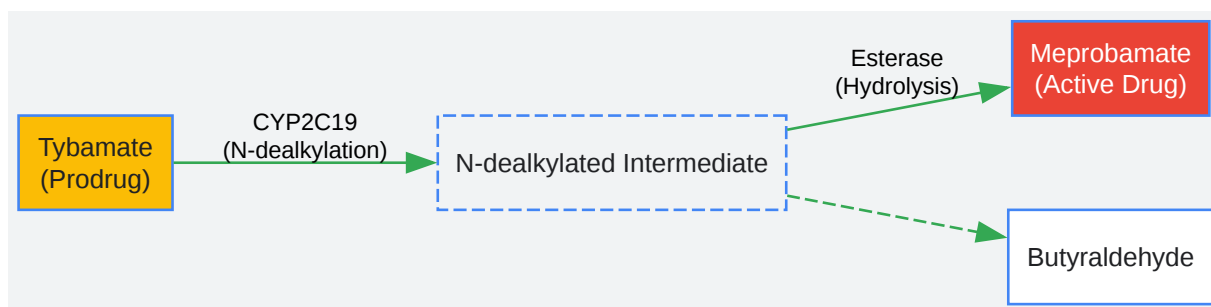 Tybamate
(Prodrug)
CYP2C19
(N-dealkylation)
N-dealkylated Intermediate
Esterase
(Hydrolysis)
Meprobamate
(Active Drug)
Butyraldehyde